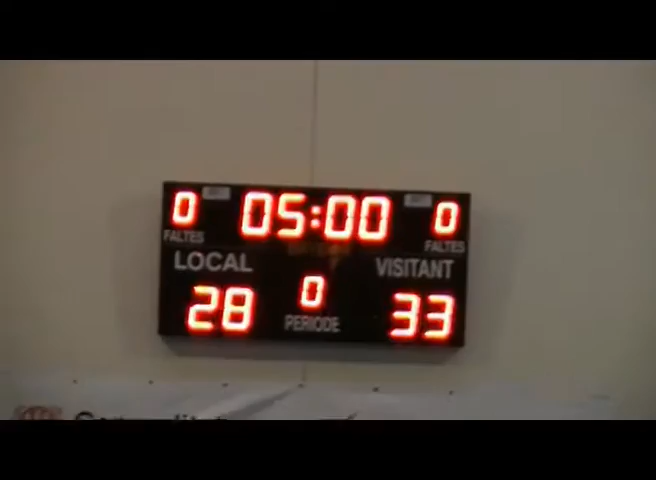 0 05:00 0
FALTES FALTES
LOCAL VISITANT
28 0 33
PERIODE